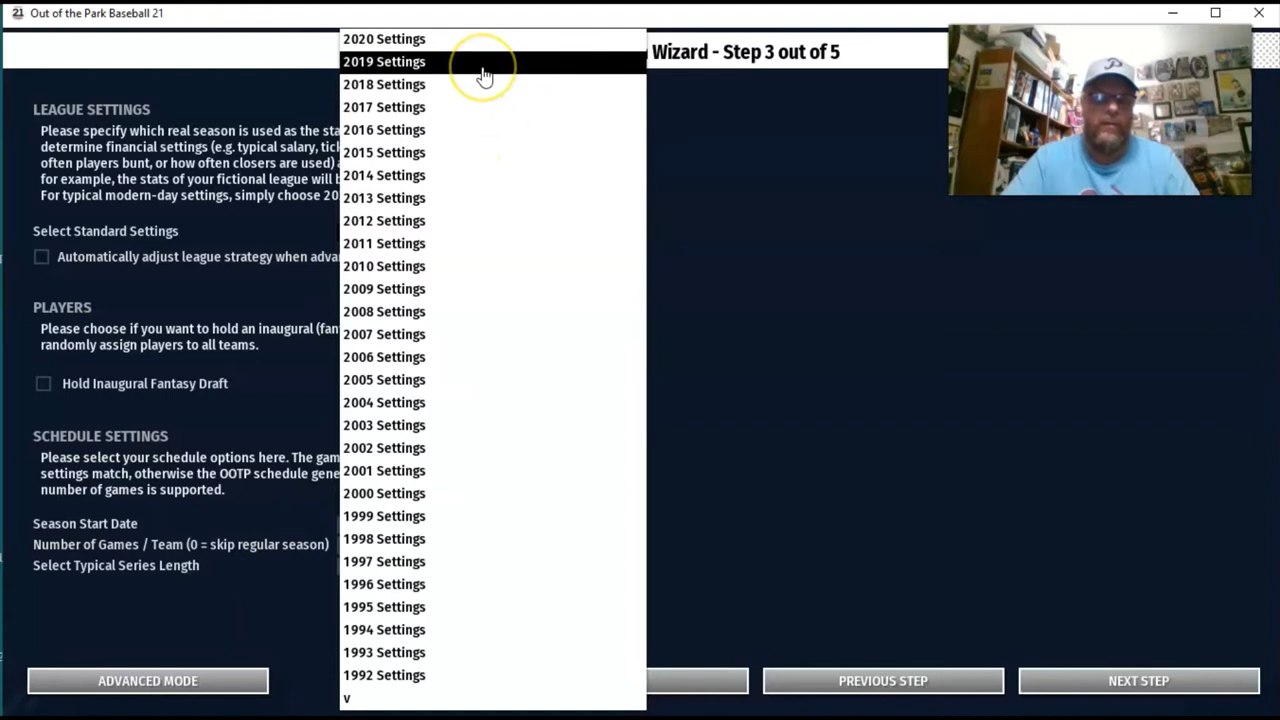 21 Out of the Park Baseball 21
Wizard - Step 3 out of 5
LEAGUE SETTINGS
Please specify which real season is used as the sta
determine financial settings (e.g. typical salary, tick
often players bunt, or how often closers are used)
for example, the stats of your fictional league will b
For typical modern-day settings, simply choose 20
Select Standard Settings
Automatically adjust league strategy when adva
PLAYERS
Please choose if you want to hold an inaugural (fan
randomly assign players to all teams.
Hold Inaugural Fantasy Draft
SCHEDULE SETTINGS
Please select your schedule options here. The gam
settings match, otherwise the OOTP schedule gene
number of games is supported.
Season Start Date
Number of Games / Team (0 = skip regular season)
Select Typical Series Length
2020 Settings
2019 Settings
2018 Settings
2017 Settings
2016 Settings
2015 Settings
2014 Settings
2013 Settings
2012 Settings
2011 Settings
2010 Settings
2009 Settings
2008 Settings
2007 Settings
2006 Settings
2005 Settings
2004 Settings
2003 Settings
2002 Settings
2001 Settings
2000 Settings
1999 Settings
1998 Settings
1997 Settings
1996 Settings
1995 Settings
1994 Settings
1993 Settings
1992 Settings
v
ADVANCED MODE
PREVIOUS STEP
NEXT STEP